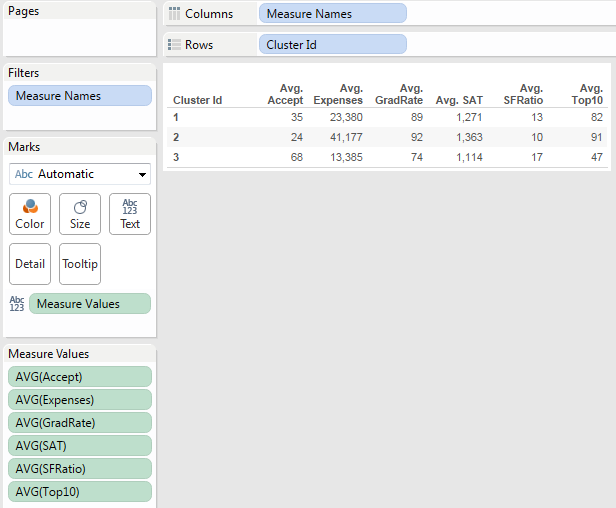 Pages
Columns Measure Names
Rows Cluster Id
Filters
Measure Names
Marks
Abc Automatic
Color
Size
Abc
123
Text
Detail
Tooltip
Abc
123
Measure Values
Measure Values
AVG(Accept)
AVG(Expenses)
AVG(GradRate)
AVG(SAT)
AVG(SFRatio)
AVG(Top10)
Avg. Avg. Avg. Avg. Avg.
Cluster Id Accept Expenses GradRate Avg. SAT SFRatio Top10
1 35 23,380 89 1,271 13 82
2 24 41,177 92 1,363 10 91
3 68 13,385 74 1,114 17 47